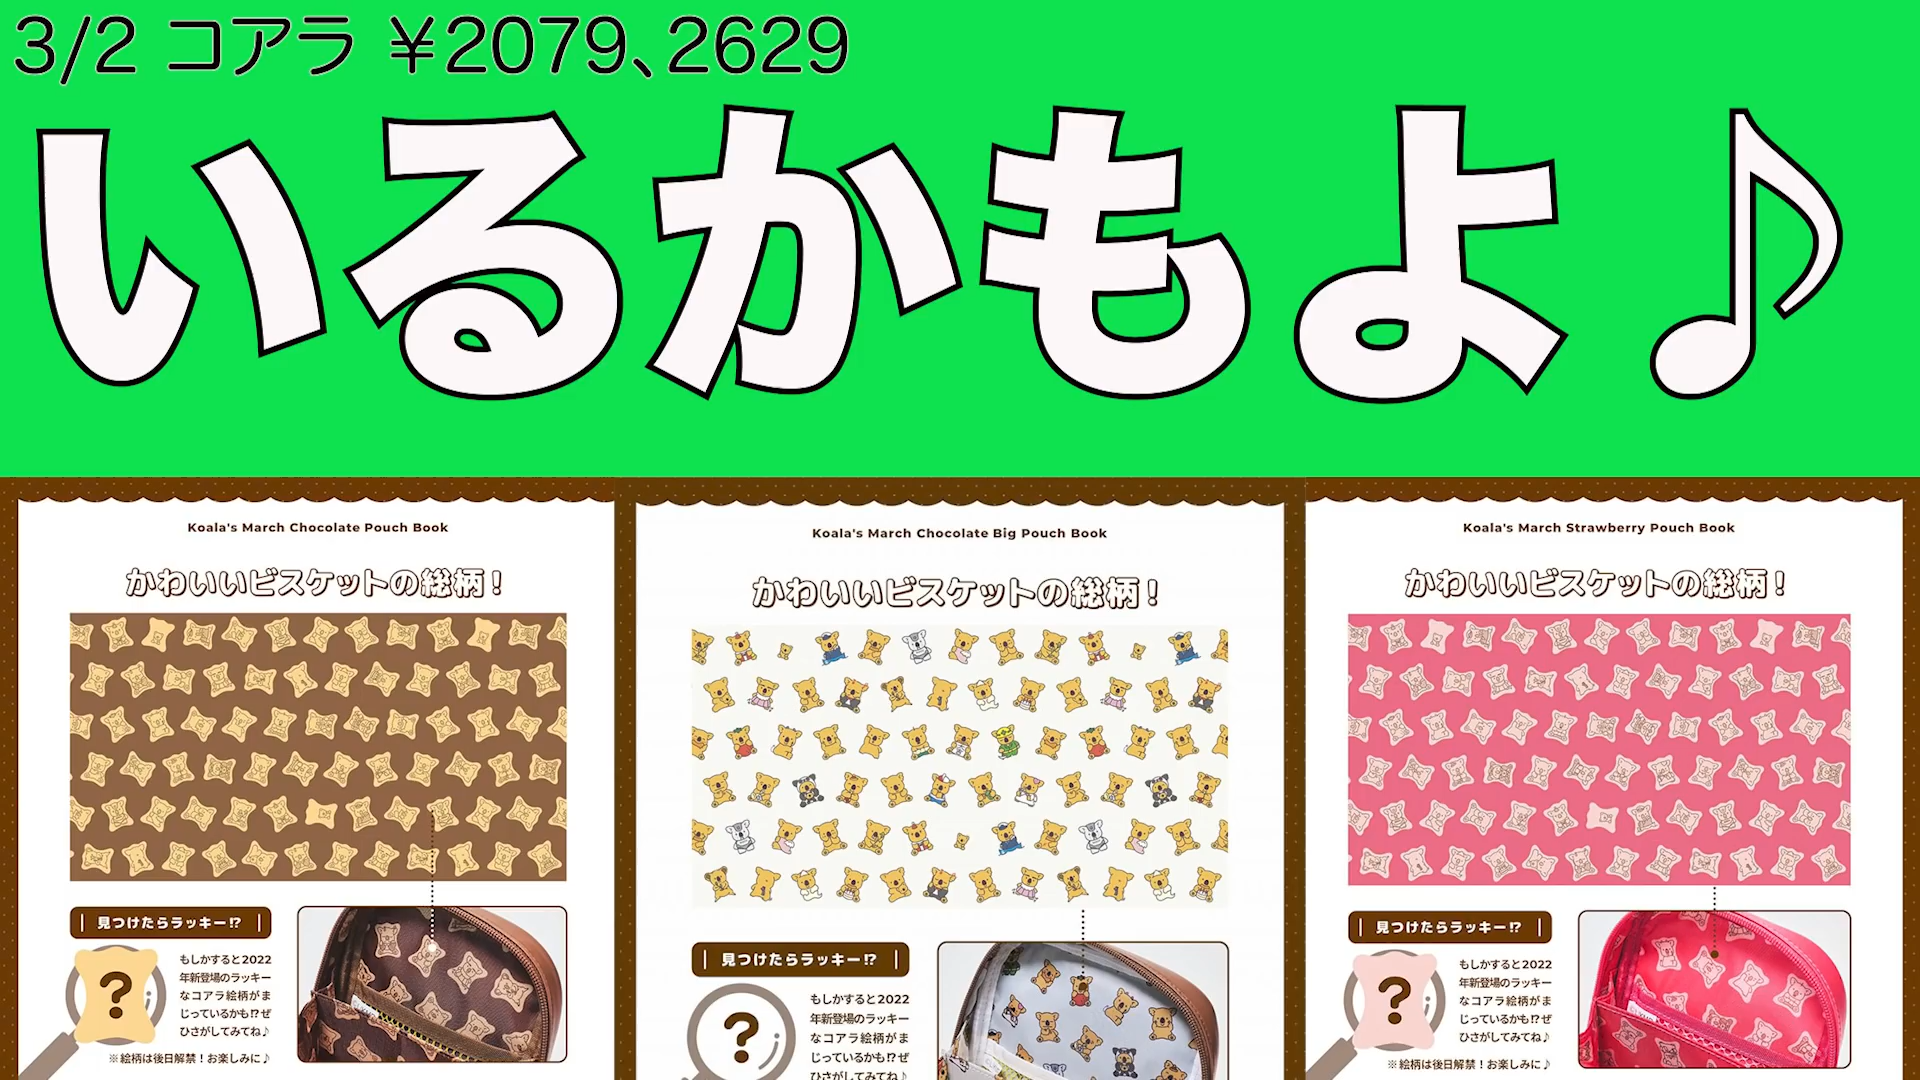 3/2 コアラ ¥2079、2629
いるかもよ♪
Koala's March Chocolate Pouch Book
かわいいビスケットの総柄!
見つけたらラッキー!?
もしかすると2022
年新登場のラッキー
なコアラ絵柄がま
じっているかも!?ぜ
ひさがしてみてね♪
※絵柄は後日解禁!お楽しみに♪
Koala's March Chocolate Big Pouch Book
かわいいビスケットの総柄!
見つけたらラッキー!?
もしかすると2022
年新登場のラッキー
なコアラ絵柄がま
じっているかも!?ぜ
ひさがしてみてね♪
Koala's March Strawberry Pouch Book
かわいいビスケットの総柄!
見つけたらラッキー!?
もしかすると2022
年新登場のラッキー
なコアラ絵柄がま
じっているかも!?ぜ
ひさがしてみてね♪
※絵柄は後日解禁!お楽しみに♪